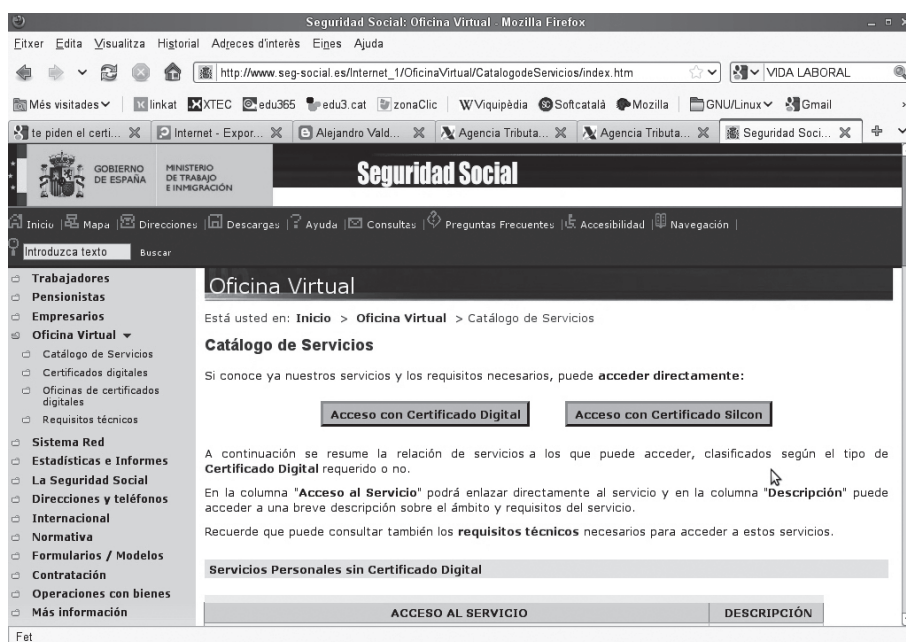 Seguridad Social: Oficina Virtual - Mozilla Firefox
Fitxer Edita Visualitza Historial Adreces d'interès Eines Ajuda
http://www.seg-social.es/Internet_1/OficinaVirtual/CatalogodeServicios/index.htm VIDA LABORAL
Més visitades linkat XTEC edu365 edu3.cat zonaClic Viquipèdia Softcatalà Mozilla GNU/Linux Gmail
te piden el certi... Internet - Expor... Alejandro Vald... Agencia Tributa... Agencia Tributa... Seguridad Soci...
GOBIERNO DE ESPAÑA
MINISTERIO DE TRABAJO E INMIGRACIÓN
Seguridad Social
Inicio | Mapa | Direcciones | Descargas | Ayuda | Consultas | Preguntas Frecuentes | Accesibilidad | Navegación |
Introduzca texto Buscar
Trabajadores
Pensionistas
Empresarios
Oficina Virtual
Catálogo de Servicios
Certificados digitales
Oficinas de certificados
digitales
Requisitos técnicos
Sistema Red
Estadísticas e Informes
La Seguridad Social
Direcciones y teléfonos
Internacional
Normativa
Formularios / Modelos
Contratación
Operaciones con bienes
Más información
Oficina Virtual
Está usted en: Inicio > Oficina Virtual > Catálogo de Servicios
Catálogo de Servicios
Si conoce ya nuestros servicios y los requisitos necesarios, puede acceder directamente:
Acceso con Certificado Digital Acceso con Certificado Silcon
A continuación se resume la relación de servicios a los que puede acceder, clasificados según el tipo de
Certificado Digital requerido o no.
En la columna "Acceso al Servicio" podrá enlazar directamente al servicio y en la columna "Descripción" puede
acceder a una breve descripción sobre el ámbito y requisitos del servicio.
Recuerde que puede consultar también los requisitos técnicos necesarios para acceder a estos servicios.
Servicios Personales sin Certificado Digital
ACCESO AL SERVICIO DESCRIPCIÓN
Fet